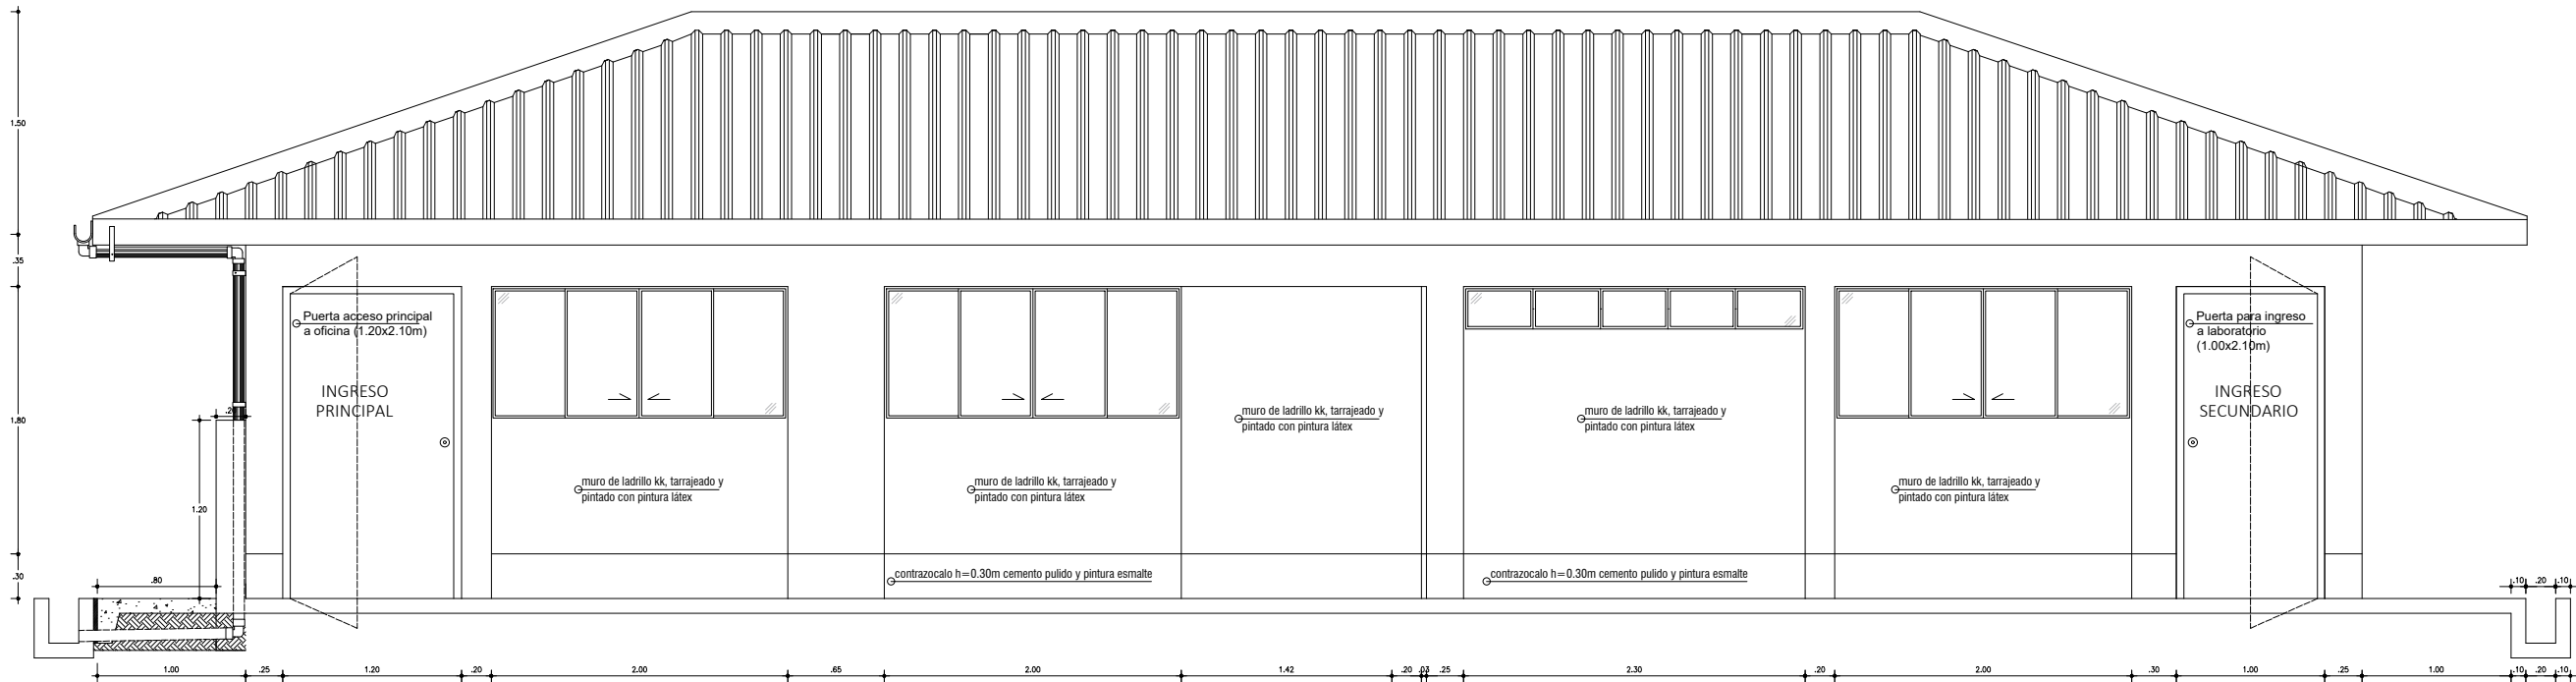 1.50
.35
1.80
.30
.20
1.20
.80
Puerta acceso principal
a oficina (1.20x2.10m)
INGRESO
PRINCIPAL
muro de ladrillo kk, tarrajeado y
pintado con pintura látex
muro de ladrillo kk, tarrajeado y
pintado con pintura látex
muro de ladrillo kk, tarrajeado y
pintado con pintura látex
muro de ladrillo kk, tarrajeado y
pintado con pintura látex
muro de ladrillo kk, tarrajeado y
pintado con pintura látex
Puerta para ingreso
a laboratorio
(1.00x2.10m)
INGRESO
SECUNDARIO
contrazocalo h=0.30m cemento pulido y pintura esmalte
contrazocalo h=0.30m cemento pulido y pintura esmalte
.10 .20 .10
1.00 .25 1.20 .20 2.00 .65 2.00 1.42 .20 .03 .25 2.30 .20 2.00 .30 1.00 .25 1.00 .10 .20 .10